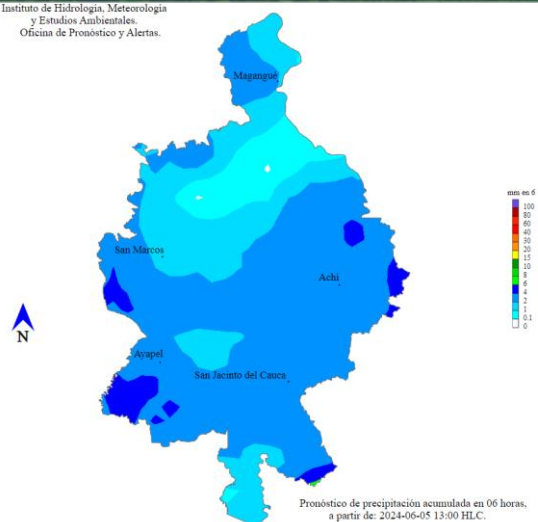 Instituto de Hidrología, Meteorología
y Estudios Ambientales.
Oficina de Pronóstico y Alertas.
Magangué
mm en 6
100
80
60
40
30
20
15
10
8
6
4
2
1
0.1
0
San Marcos
Achí
N
Ayapel
San Jacinto del Cauca
Pronóstico de precipitación acumulada en 06 horas,
a partir de: 2024-06-05 13:00 HLC.